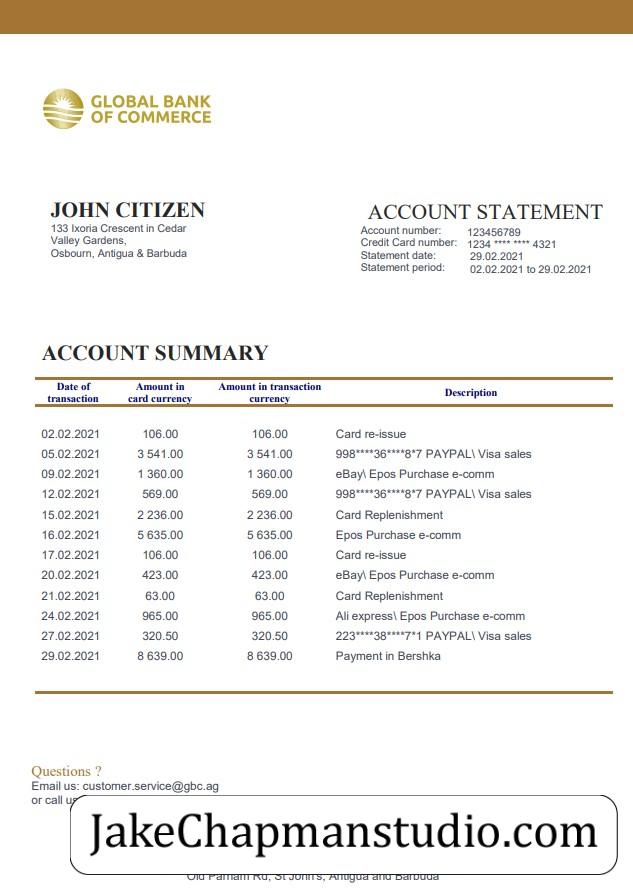 GLOBAL BANK
OF COMMERCE
JOHN CITIZEN
133 Ixoria Crescent in Cedar
Valley Gardens,
Osbourn, Antigua & Barbuda
ACCOUNT STATEMENT
Account number: 123456789
Credit Card number: 1234 **** **** 4321
Statement date: 29.02.2021
Statement period: 02.02.2021 to 29.02.2021
ACCOUNT SUMMARY
Date of transaction Amount in card currency Amount in transaction currency Description
02.02.2021 106.00 106.00 Card re-issue
05.02.2021 3 541.00 3 541.00 998****36****8*7 PAYPAL\ Visa sales
09.02.2021 1 360.00 1 360.00 eBay\ Epos Purchase e-comm
12.02.2021 569.00 569.00 998****36****8*7 PAYPAL\ Visa sales
15.02.2021 2 236.00 2 236.00 Card Replenishment
16.02.2021 5 635.00 5 635.00 Epos Purchase e-comm
17.02.2021 106.00 106.00 Card re-issue
20.02.2021 423.00 423.00 eBay\ Epos Purchase e-comm
21.02.2021 63.00 63.00 Card Replenishment
24.02.2021 965.00 965.00 Ali express\ Epos Purchase e-comm
27.02.2021 320.50 320.50 223****38****7*1 PAYPAL\ Visa sales
29.02.2021 8 639.00 8 639.00 Payment in Bershka
Questions ?
Email us: customer.service@gbc.ag
or call us
JakeChapmanstudio.com
Old Parham Rd, St John's, Antigua and Barbuda